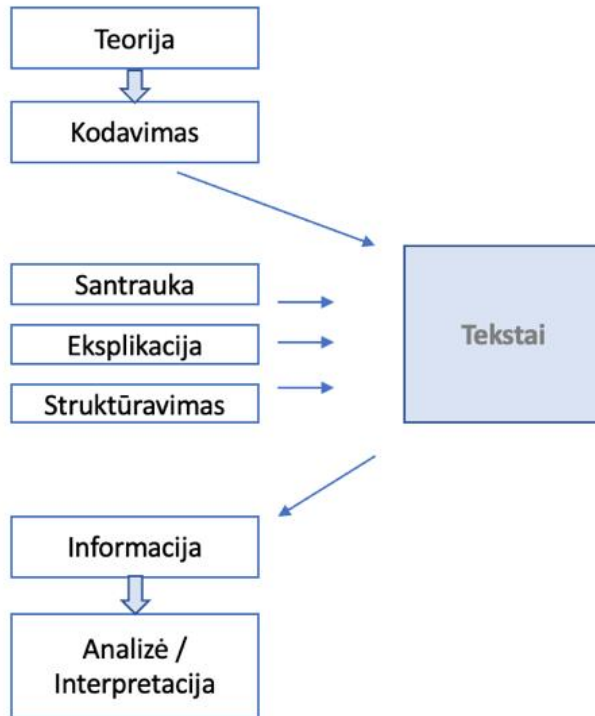 Teorija
Kodavimas
Santrauka
Eksplikacija
Struktūravimas
Tekstai
Informacija
Analizė /
Interpretacija